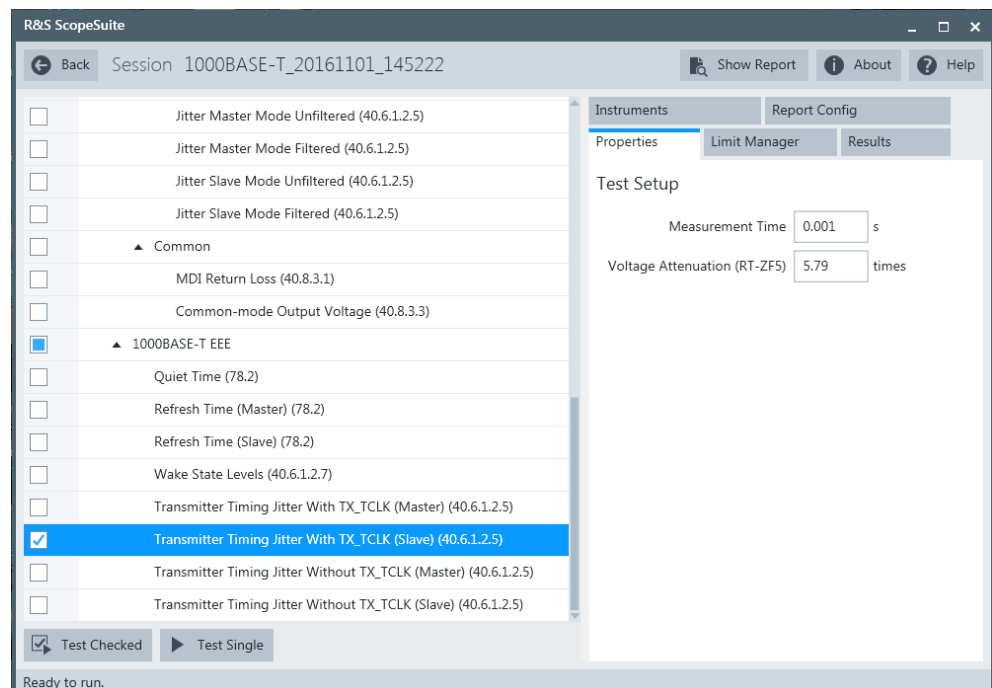 R&S ScopeSuite
Back
Session 1000BASE-T_20161101_145222
Show Report
About
Help
Jitter Master Mode Unfiltered (40.6.1.2.5)
Jitter Master Mode Filtered (40.6.1.2.5)
Jitter Slave Mode Unfiltered (40.6.1.2.5)
Jitter Slave Mode Filtered (40.6.1.2.5)
Common
MDI Return Loss (40.8.3.1)
Common-mode Output Voltage (40.8.3.3)
1000BASE-T EEE
Quiet Time (78.2)
Refresh Time (Master) (78.2)
Refresh Time (Slave) (78.2)
Wake State Levels (40.6.1.2.7)
Transmitter Timing Jitter With TX_TCLK (Master) (40.6.1.2.5)
Transmitter Timing Jitter With TX_TCLK (Slave) (40.6.1.2.5)
Transmitter Timing Jitter Without TX_TCLK (Master) (40.6.1.2.5)
Transmitter Timing Jitter Without TX_TCLK (Slave) (40.6.1.2.5)
Test Checked
Test Single
Instruments
Report Config
Properties
Limit Manager
Results
Test Setup
Measurement Time 0.001 s
Voltage Attenuation (RT-ZF5) 5.79 times
Ready to run.